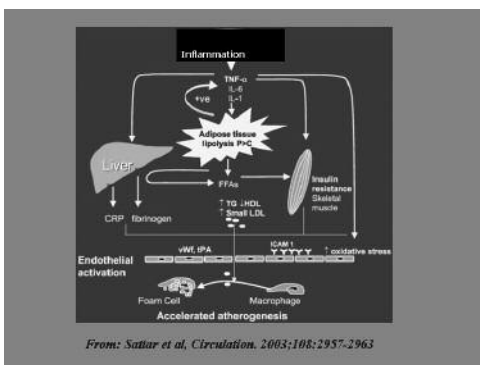 Inflammation
TNF-α
IL-6
IL-1
+ve
Adipose tissue
lipolysis P>C
Liver
FFAs
Insulin
resistance
Skeletal
muscle
↑ TG ↓HDL
↑ Small LDL
CRP fibrinogen
ICAM 1
vWf, tPA
↑ oxidative stress
Endothelial
activation
Foam Cell
Macrophage
Accelerated atherogenesis
From: Sattar et al, Circulation. 2003;108:2957-2963